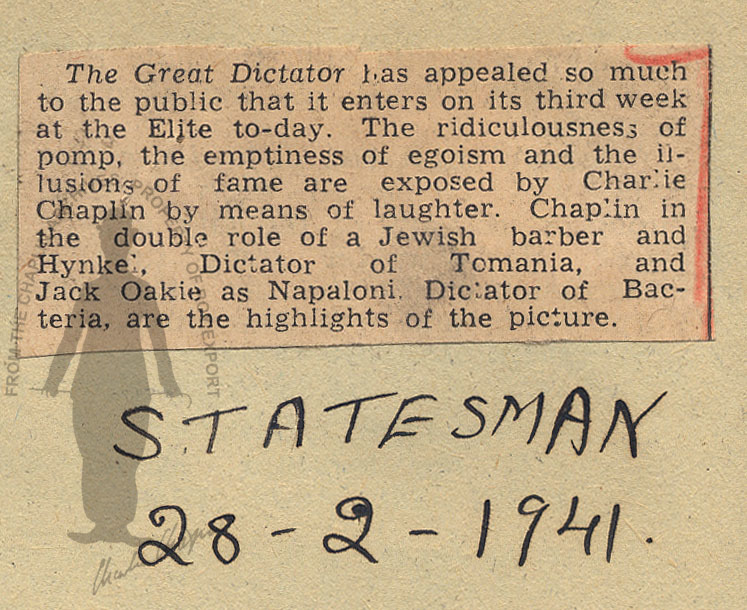 The Great Dictator has appealed so much
to the public that it enters on its third week
at the Elite to-day. The ridiculousness of
pomp, the emptiness of egoism and the il-
lusions of fame are exposed by Charlie
Chaplin by means of laughter. Chaplin in
the double role of a Jewish barber and
Hynkel, Dictator of Tomania, and
Jack Oakie as Napaloni, Dictator of Bac-
teria, are the highlights of the picture.
STATESMAN
28-2-1941.